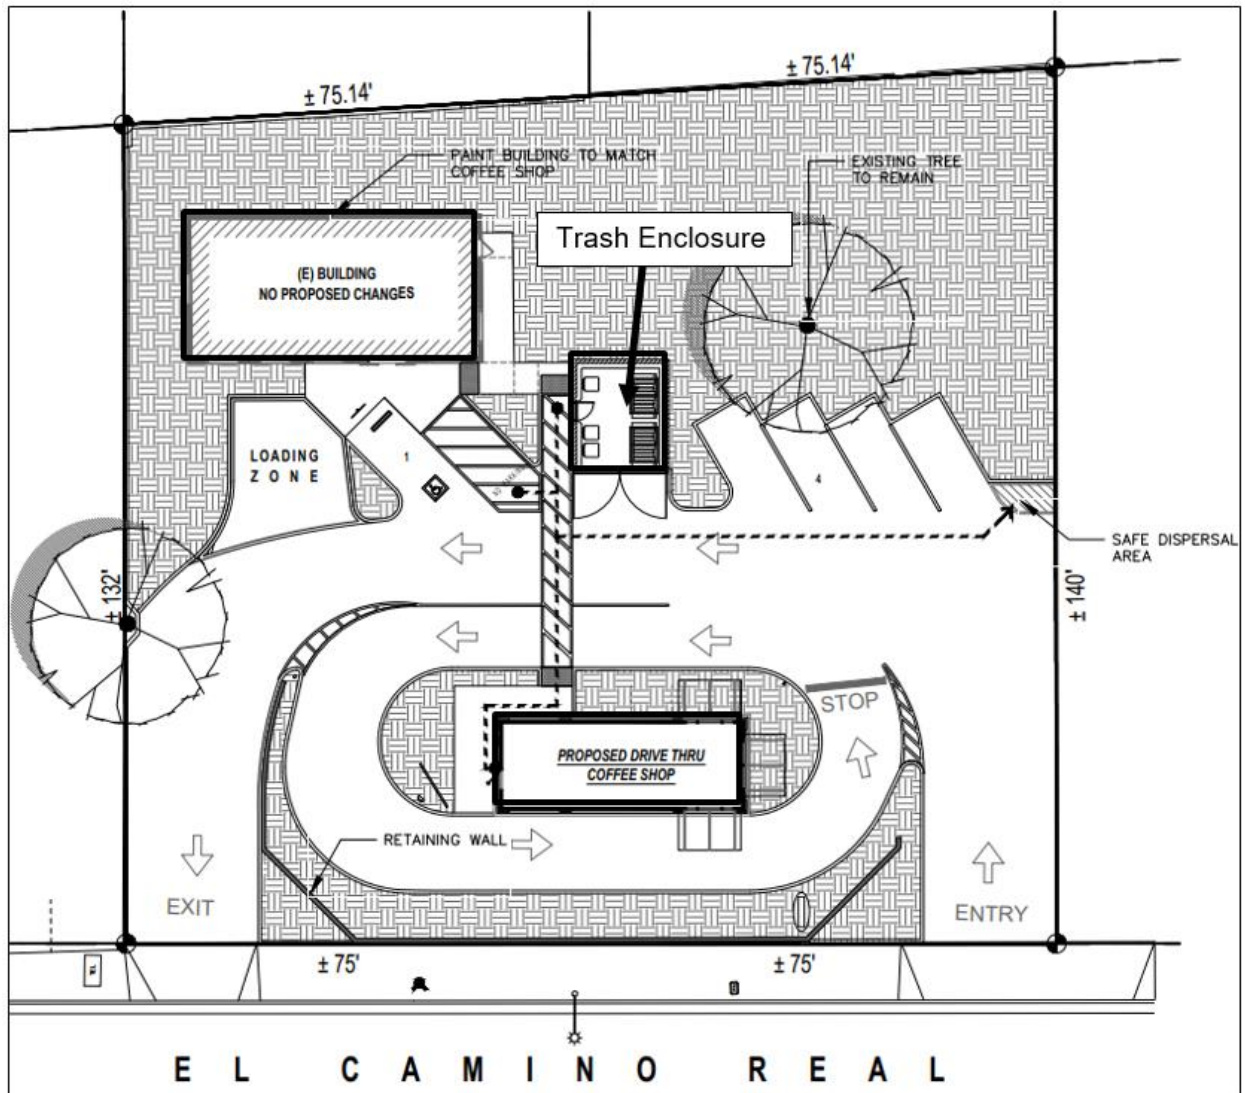 ± 75.14'
± 75.14'
PAINT BUILDING TO MATCH
COFFEE SHOP
EXISTING TREE
TO REMAIN
Trash Enclosure
(E) BUILDING
NO PROPOSED CHANGES
LOADING
ZONE
1
4
SAFE DISPERSAL
AREA
± 132'
± 140'
STOP
PROPOSED DRIVE THRU
COFFEE SHOP
RETAINING WALL
EXIT
ENTRY
± 75'
± 75'
EL CAMINO REAL